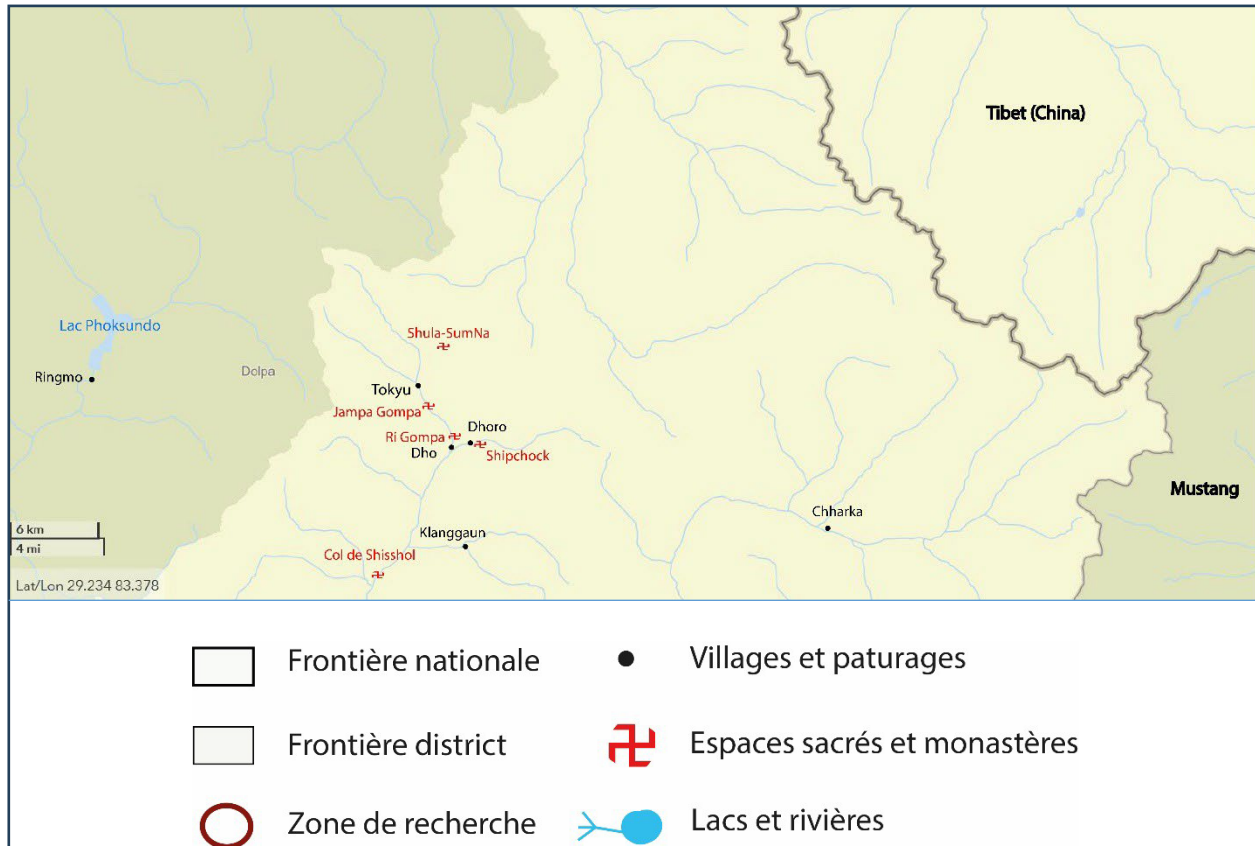 Tibet (China)
Lac Phoksundo
Shula-SumNa
Ringmo
Dolpa
Tokyu
Jampa Gompa
Dhoro
Ri Gompa
Dho
Shipchock
Mustang
Chharka
6 km
4 mi
Klanggaun
Col de Shisshol
Lat/Lon 29.234 83.378
Frontière nationale
Villages et paturages
Frontière district
Espaces sacrés et monastères
Zone de recherche
Lacs et rivières